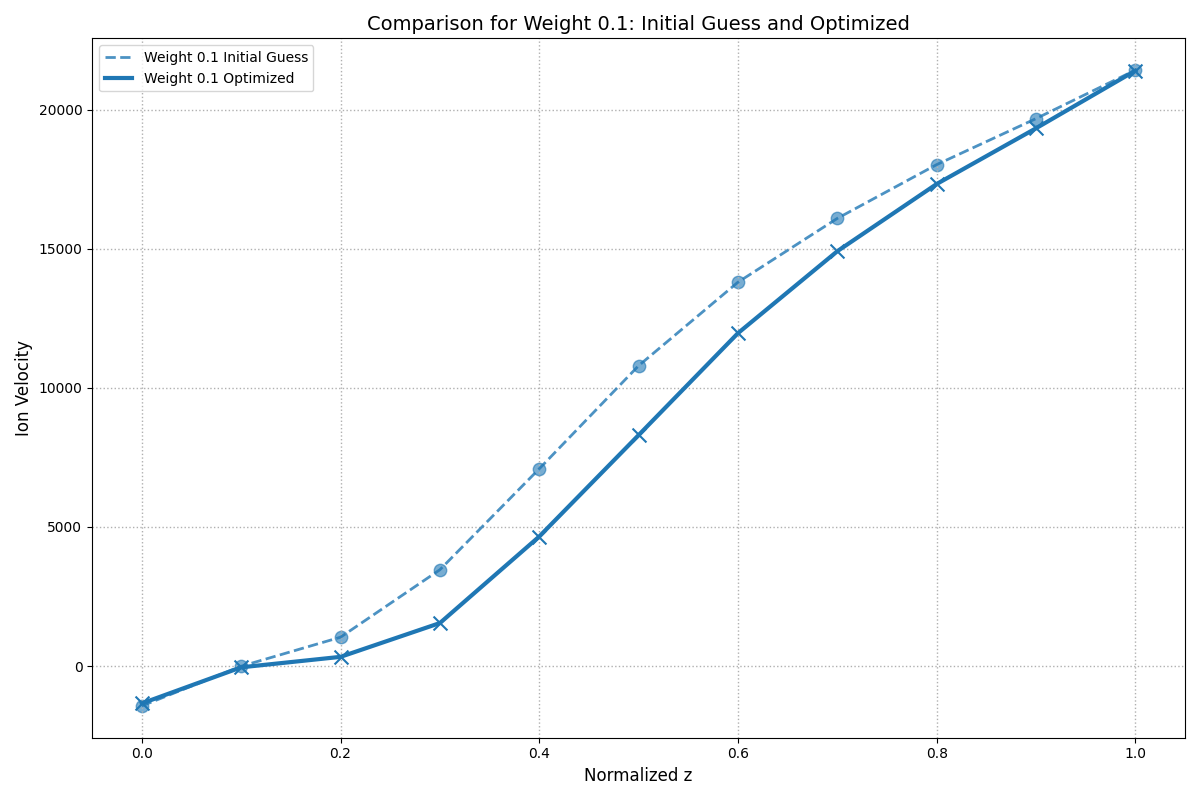 Comparison for Weight 0.1: Initial Guess and Optimized
Weight 0.1 Initial Guess
Weight 0.1 Optimized
Ion Velocity
20000
15000
10000
5000
0
0.0 0.2 0.4 0.6 0.8 1.0
Normalized z